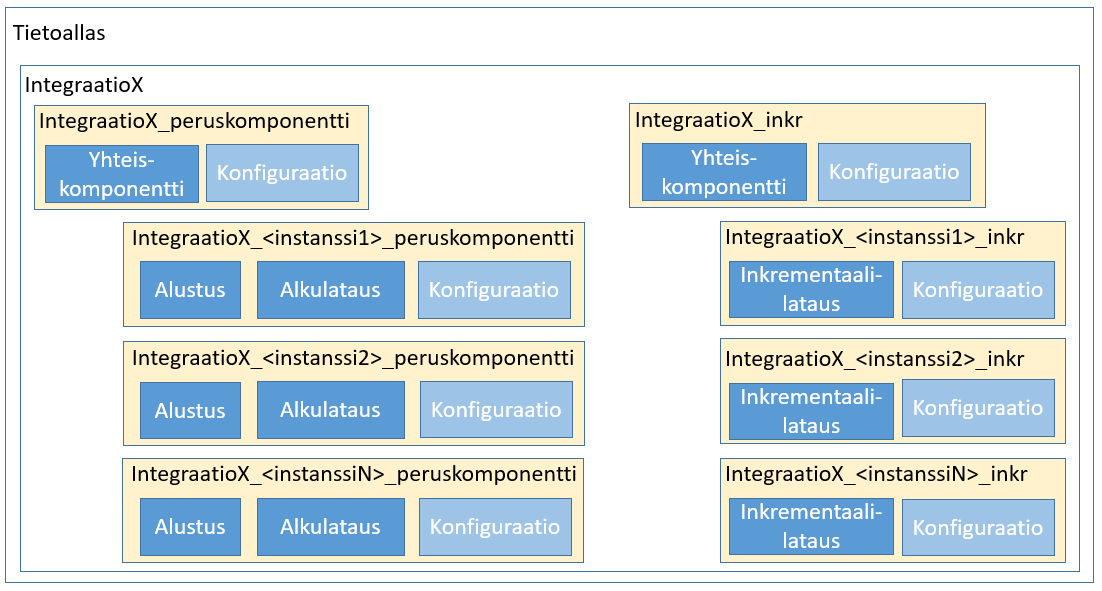 Tietoallas
IntegraatioX
IntegraatioX_peruskomponentti
Yhteis-
komponentti
Konfiguraatio
IntegraatioX_<instanssi1>_peruskomponentti
Alustus
Alkulataus
Konfiguraatio
IntegraatioX_<instanssi2>_peruskomponentti
Alustus
Alkulataus
Konfiguraatio
IntegraatioX_<instanssiN>_peruskomponentti
Alustus
Alkulataus
Konfiguraatio
IntegraatioX_inkr
Yhteis-
komponentti
Konfiguraatio
IntegraatioX_<instanssi1>_inkr
Inkrementaali-
lataus
Konfiguraatio
IntegraatioX_<instanssi2>_inkr
Inkrementaali-
lataus
Konfiguraatio
IntegraatioX_<instanssiN>_inkr
Inkrementaali-
lataus
Konfiguraatio